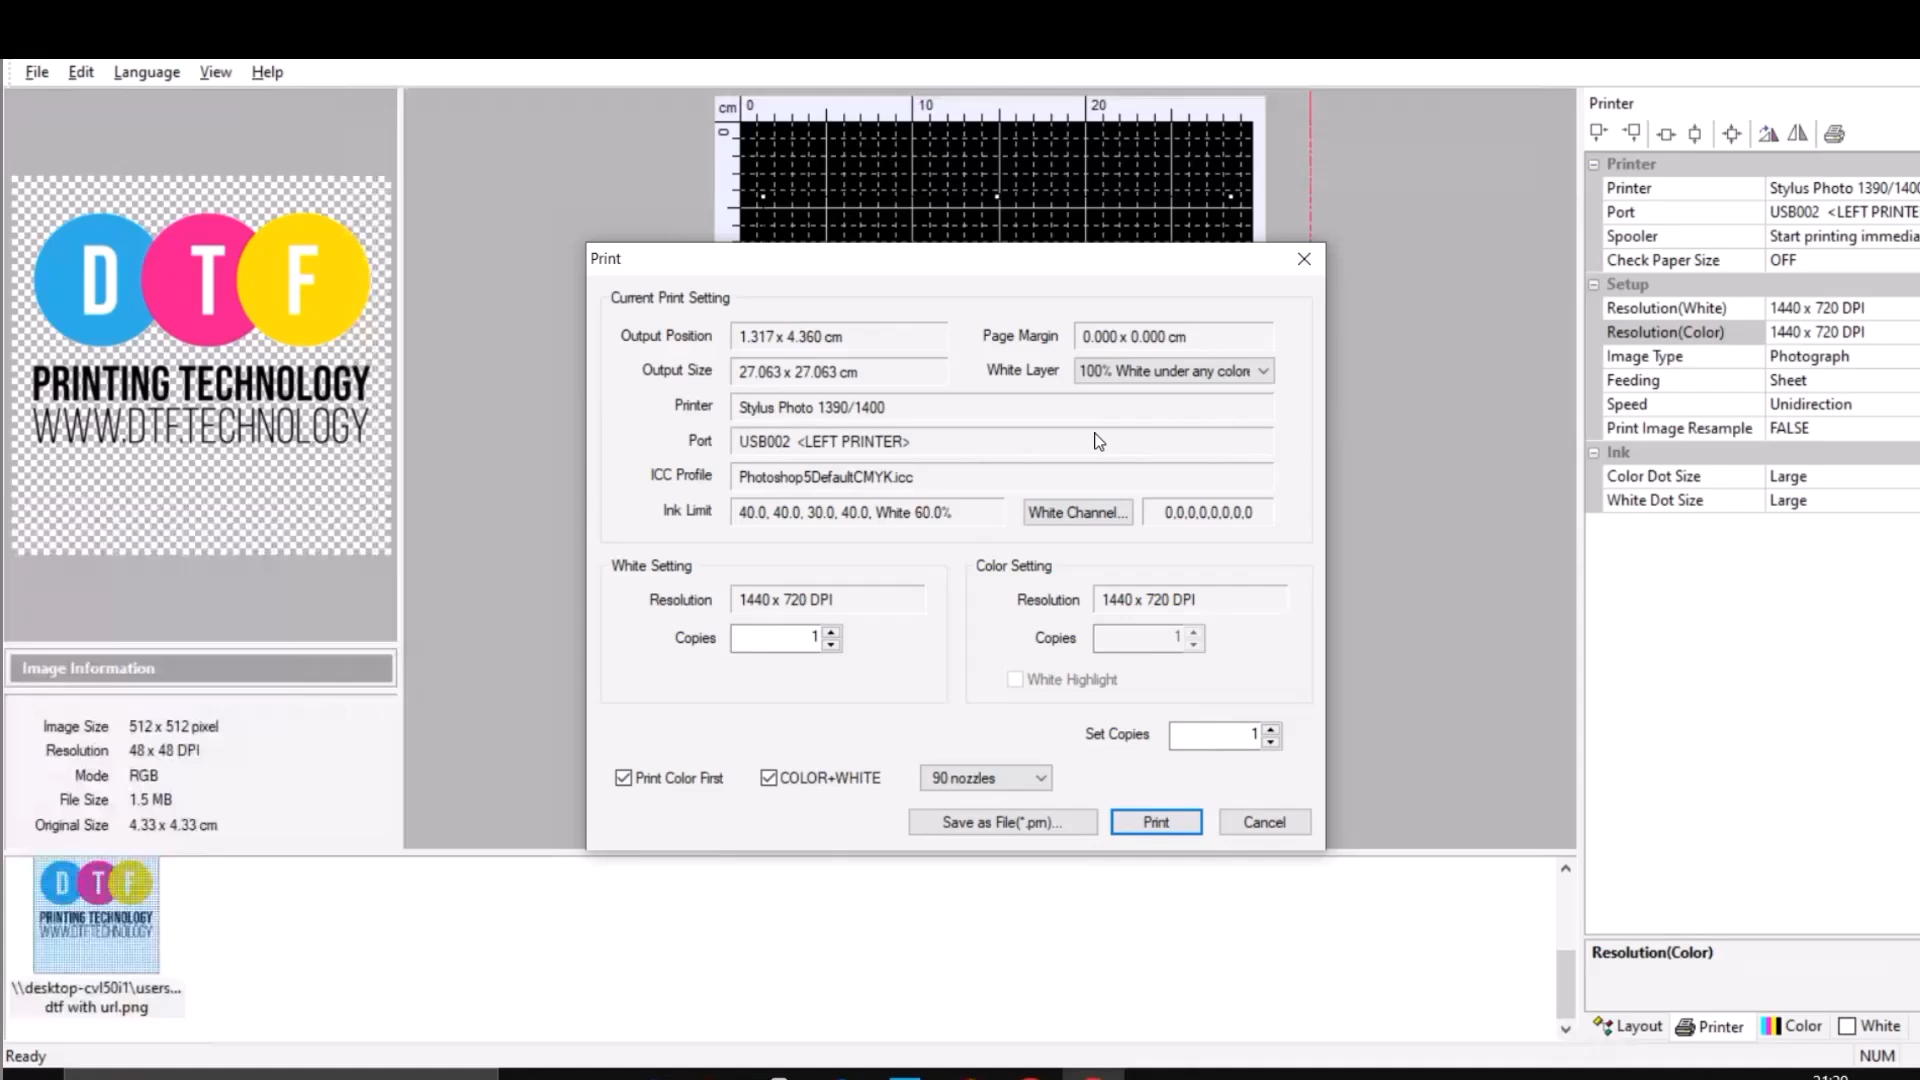 File Edit Language View Help
cm 0 10 20
0
D T F
PRINTING TECHNOLOGY
WWW.DTF.TECHNOLOGY
Image Information
Image Size 512 x 512 pixel
Resolution 48 x 48 DPI
Mode RGB
File Size 1.5 MB
Original Size 4.33 x 4.33 cm
D T F
PRINTING TECHNOLOGY
WWW.DTF.TECHNOLOGY
\\desktop-cvl50i1\users...
dtf with url.png
Ready
Print
Current Print Setting
Output Position 1.317 x 4.360 cm Page Margin 0.000 x 0.000 cm
Output Size 27.063 x 27.063 cm White Layer 100% White under any colore
Printer Stylus Photo 1390/1400
Port USB002 <LEFT PRINTER>
ICC Profile Photoshop5DefaultCMYK.icc
Ink Limit 40.0, 40.0, 30.0, 40.0, White 60.0% White Channel... 0,0,0,0,0,0,0,0
White Setting
Resolution 1440 x 720 DPI
Copies 1
Color Setting
Resolution 1440 x 720 DPI
Copies 1
White Highlight
Set Copies 1
Print Color First COLOR+WHITE 90 nozzles
Save as File(*.prn)... Print Cancel
Printer
Printer
Printer Stylus Photo 1390/1400
Port USB002 <LEFT PRINTE
Spooler Start printing immedia
Check Paper Size OFF
Setup
Resolution(White) 1440 x 720 DPI
Resolution(Color) 1440 x 720 DPI
Image Type Photograph
Feeding Sheet
Speed Unidirection
Print Image Resample FALSE
Ink
Color Dot Size Large
White Dot Size Large
Resolution(Color)
Layout Printer Color White
NUM